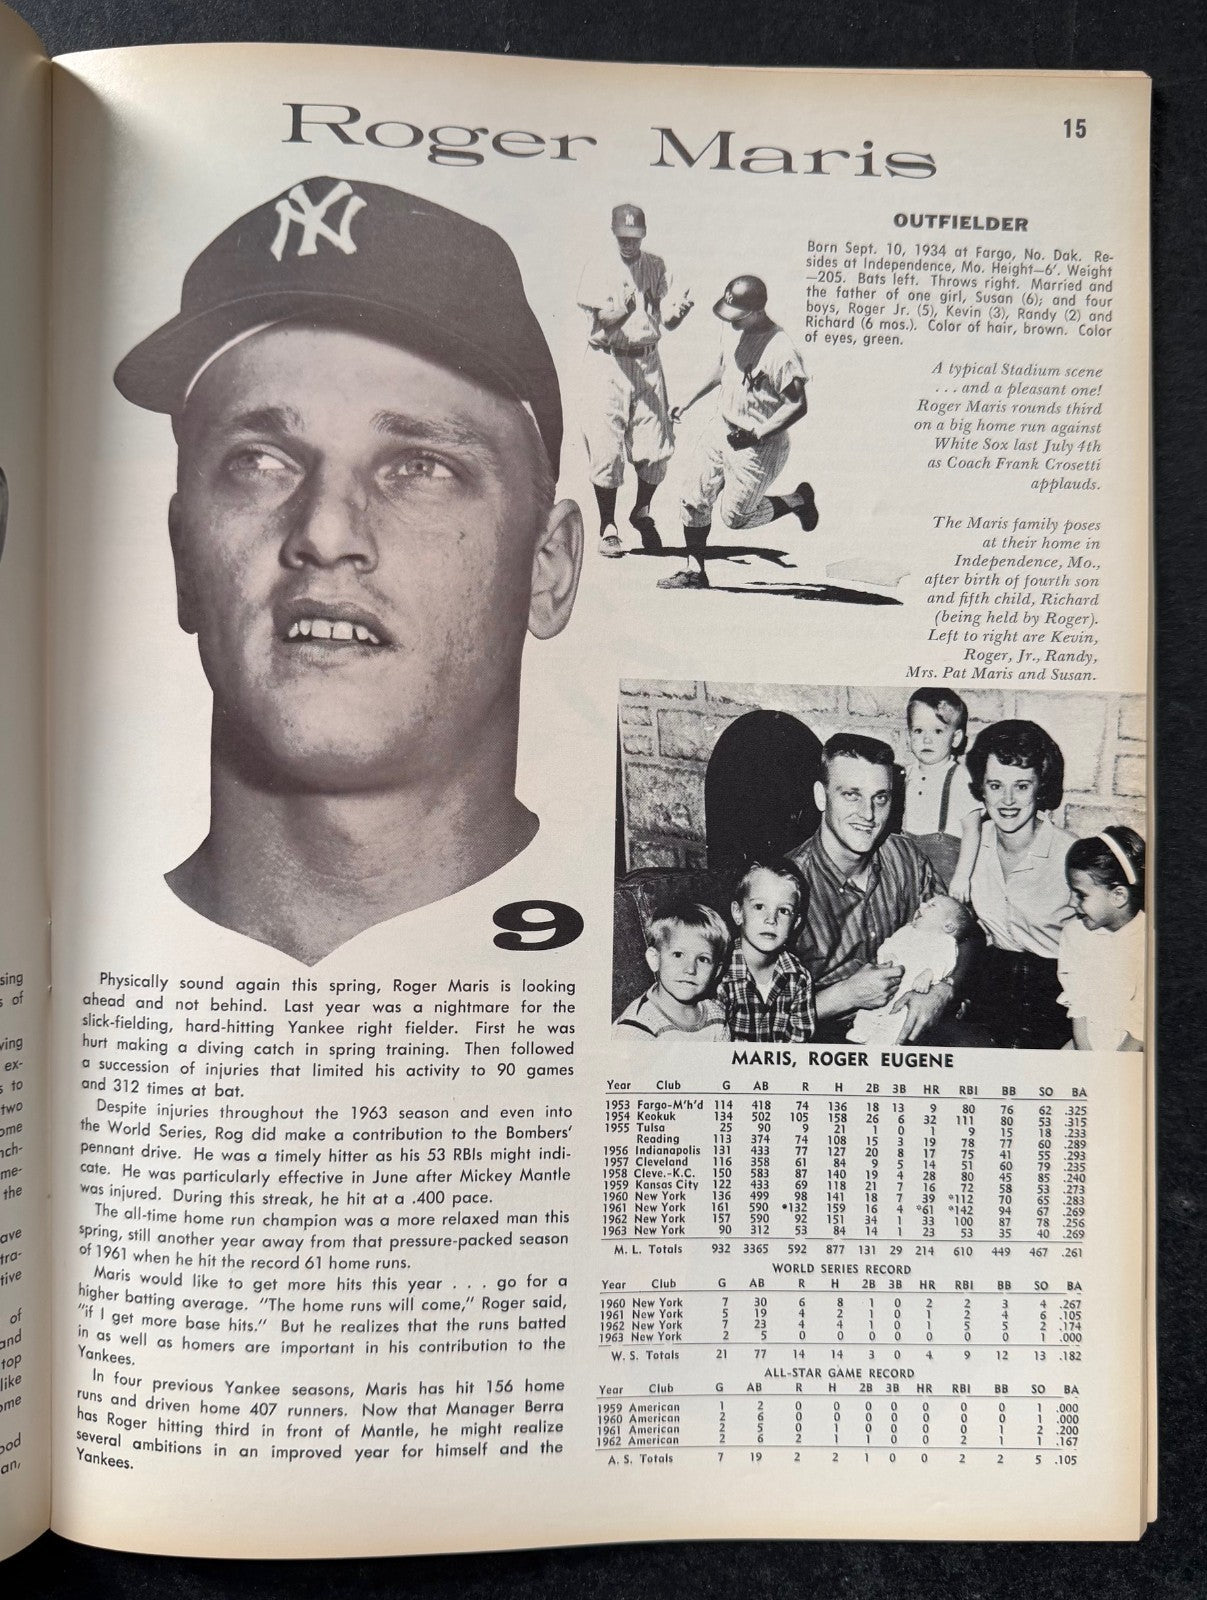 Roger Maris
15
OUTFIELDER
Born Sept. 10, 1934 at Fargo, No. Dak. Re-
sides at Independence, Mo. Height—6'. Weight
—205. Bats left. Throws right. Married and
the father of one girl, Susan (6); and four
boys, Roger Jr. (5), Kevin (3), Randy (2) and
Richard (6 mos.). Color of hair, brown. Color
of eyes, green.
A typical Stadium scene
. . . and a pleasant one!
Roger Maris rounds third
on a big home run against
White Sox last July 4th
as Coach Frank Crosetti
applauds.
The Maris family poses
at their home in
Independence, Mo.,
after birth of fourth son
and fifth child, Richard
(being held by Roger).
Left to right are Kevin,
Roger, Jr., Randy,
Mrs. Pat Maris and Susan.
NY
9
Physically sound again this spring, Roger Maris is looking
ahead and not behind. Last year was a nightmare for the
slick-fielding, hard-hitting Yankee right fielder. First he was
hurt making a diving catch in spring training. Then followed
a succession of injuries that limited his activity to 90 games
and 312 times at bat.
Despite injuries throughout the 1963 season and even into
the World Series, Rog did make a contribution to the Bombers'
pennant drive. He was a timely hitter as his 53 RBIs might indi-
cate. He was particularly effective in June after Mickey Mantle
was injured. During this streak, he hit at a .400 pace.
The all-time home run champion was a more relaxed man this
spring, still another year away from that pressure-packed season
of 1961 when he hit the record 61 home runs.
Maris would like to get more hits this year . . . go for a
higher batting average. "The home runs will come," Roger said,
"if I get more base hits." But he realizes that the runs batted
in as well as homers are important in his contribution to the
Yankees.
In four previous Yankee seasons, Maris has hit 156 home
runs and driven home 407 runners. Now that Manager Berra
has Roger hitting third in front of Mantle, he might realize
several ambitions in an improved year for himself and the
Yankees.
MARIS, ROGER EUGENE
Year Club G AB R H 2B 3B HR RBI BB SO BA
1953 Fargo-M'h'd 114 418 74 136 18 13 9 80 76 62 .325
1954 Keokuk 134 502 105 158 26 6 32 111 80 53 .315
1955 Tulsa 25 90 9 21 1 0 1 9 15 18 .233
Reading 113 374 74 108 15 3 19 78 77 60 .289
1956 Indianapolis 131 433 77 127 20 8 17 75 41 55 .293
1957 Cleveland 116 358 61 84 9 5 14 51 60 79 .235
1958 Cleve.-K.C. 150 583 87 140 19 4 28 80 45 85 .240
1959 Kansas City 122 433 69 118 21 7 16 72 58 53 .273
1960 New York 136 499 98 141 18 7 39 *112 70 65 .283
1961 New York 161 590 •132 159 16 4 *61 *142 94 67 .269
1962 New York 157 590 92 151 34 1 33 100 87 78 .256
1963 New York 90 312 53 84 14 1 23 53 35 40 .269
M. L. Totals 932 3365 592 877 131 29 214 610 449 467 .261
WORLD SERIES RECORD
Year Club G AB R H 2B 3B HR RBI BB SO BA
1960 New York 7 30 6 8 1 0 2 2 3 4 .267
1961 New York 5 19 4 2 1 0 1 2 4 6 .105
1962 New York 7 23 4 4 1 0 1 5 5 2 .174
1963 New York 2 5 0 0 0 0 0 0 0 1 .000
W. S. Totals 21 77 14 14 3 0 4 9 12 13 .182
ALL-STAR GAME RECORD
Year Club G AB R H 2B 3B HR RBI BB SO BA
1959 American 1 2 0 0 0 0 0 0 0 1 .000
1960 American 2 6 0 0 0 0 0 0 0 1 .000
1961 American 2 5 0 1 0 0 0 0 1 2 .200
1962 American 2 6 2 1 1 0 0 2 1 1 .167
A. S. Totals 7 19 2 2 1 0 0 2 2 5 .105